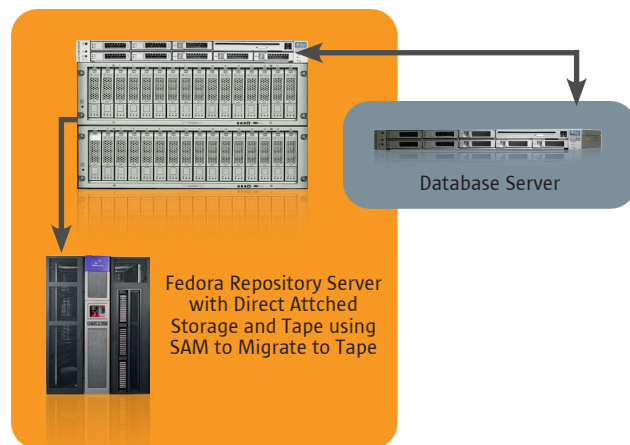 Database Server
Fedora Repository Server
with Direct Attched
Storage and Tape using
SAM to Migrate to Tape